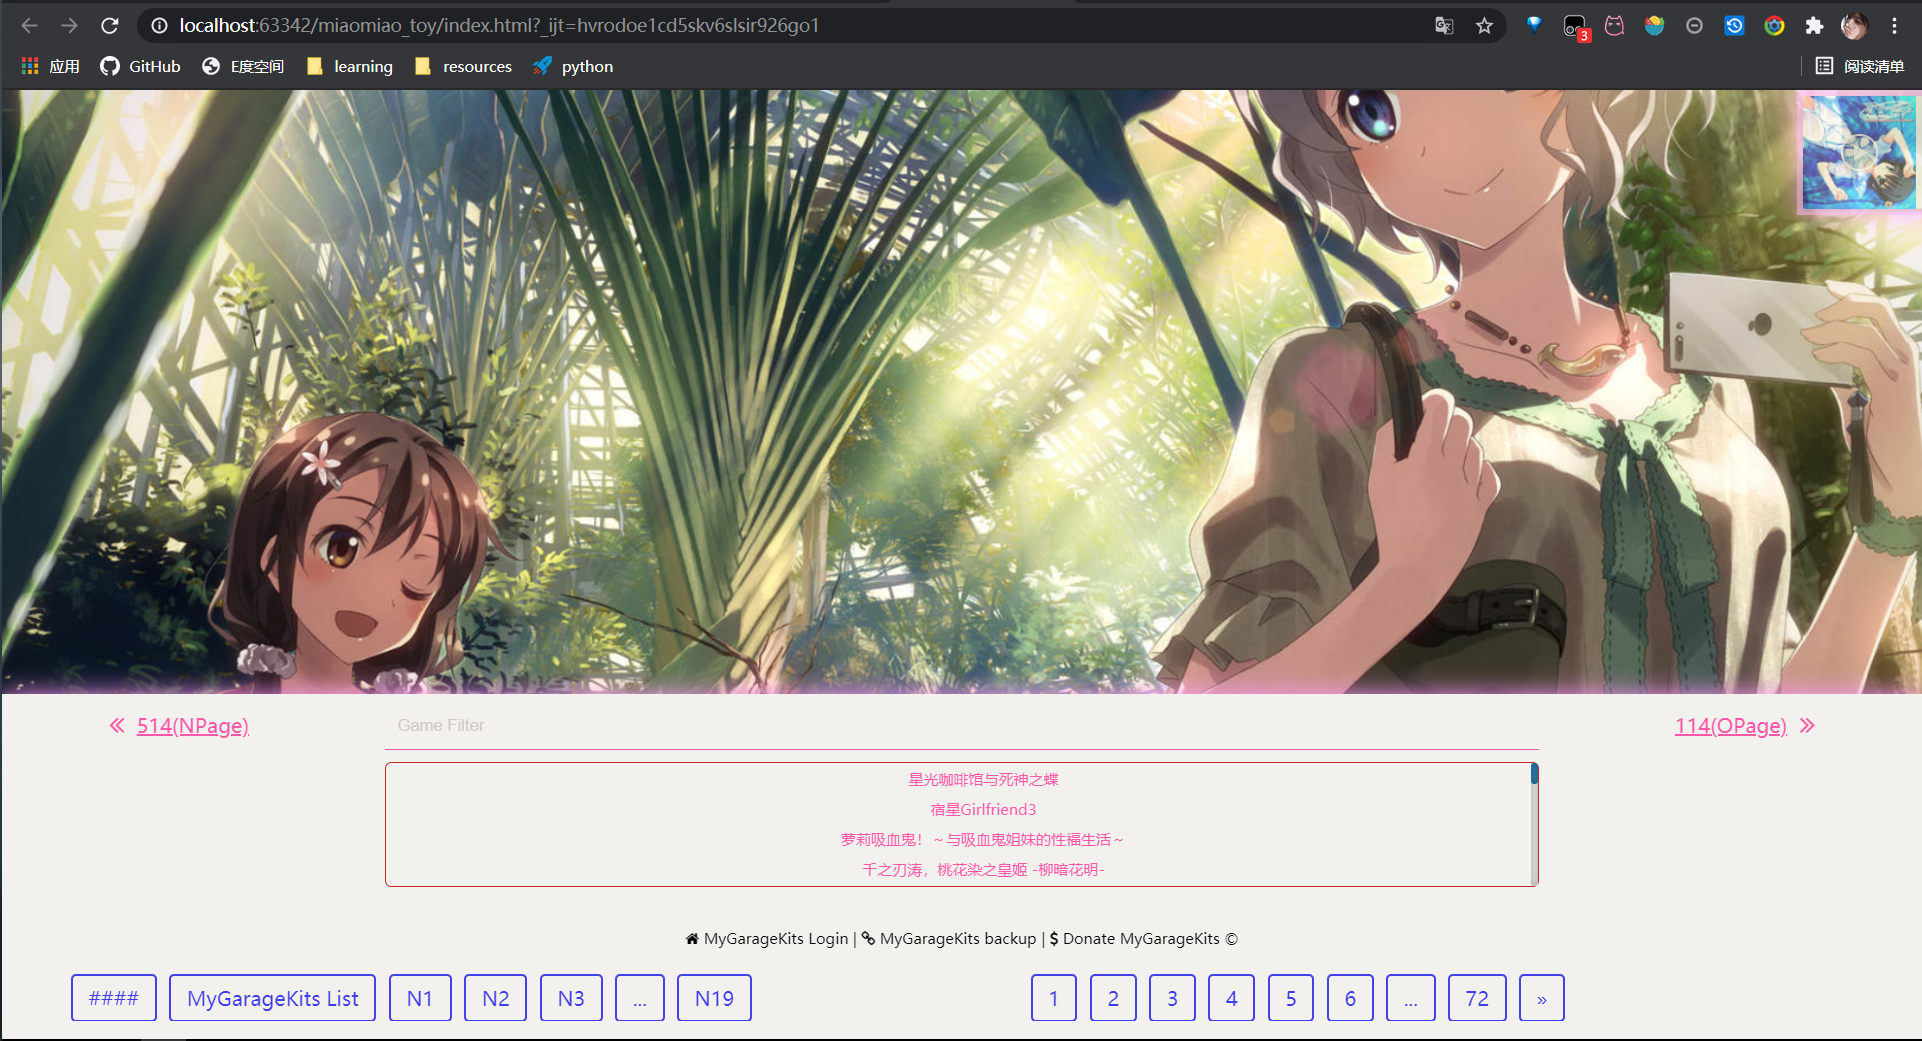 localhost:63342/miaomiao_toy/index.html?_ijt=hvrodoe1cd5skv6slsir926go1
3
应用 GitHub E度空间 learning resources python 阅读清单
514(NPage) Game Filter 114(OPage)
星光咖啡馆与死神之蝶
宿星Girlfriend3
萝莉吸血鬼！～与吸血鬼姐妹的性福生活～
千之刃涛，桃花染之皇姬 -柳暗花明-
MyGarageKits Login | MyGarageKits backup | $ Donate MyGarageKits ©
#### MyGarageKits List N1 N2 N3 ... N19 1 2 3 4 5 6 ... 72 »